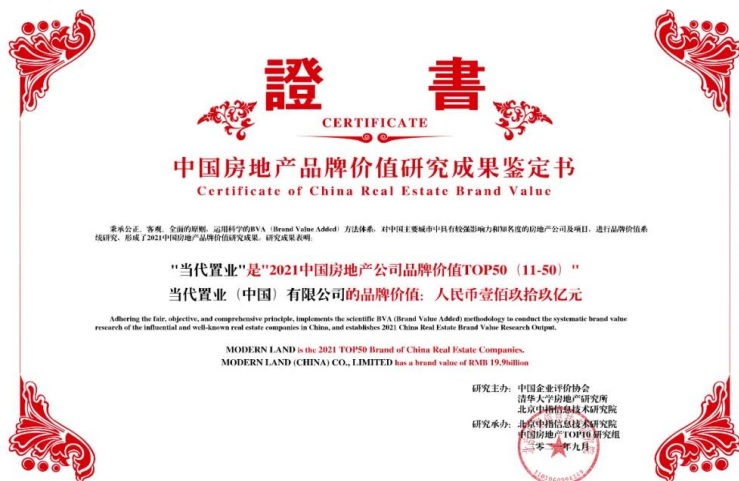 證 書
CERTIFICATE
中国房地产品牌价值研究成果鉴定书
Certificate of China Real Estate Brand Value
秉承公正、客观、全面的原则，运用科学的BVA（Brand Value Added）方法体系，对中国主要城市中具有较强影响力和知名度的房地产公司及项目，进行品牌价值系
统研究，形成了2021中国房地产品牌价值研究成果。研究成果表明：
"当代置业"是"2021中国房地产公司品牌价值TOP50（11-50）"
当代置业（中国）有限公司的品牌价值：人民币壹佰玖拾玖亿元
Adhering the fair, objective, and comprehensive principle, implements the scientific BVA (Brand Value Added) methodology to conduct the systematic brand value
research of the influential and well-known real estate companies in China, and establishes 2021 China Real Estate Brand Value Research Output.
MODERN LAND is the 2021 TOP50 Brand of China Real Estate Companies.
MODERN LAND (CHINA) CO., LIMITED has a brand value of RMB 19.9billion
研究主办：中国企业评价协会
清华大学房地产研究所
北京中指信息技术研究院
研究承办：北京中指信息技术研究院
中国房地产TOP10研究组
二零二一年九月